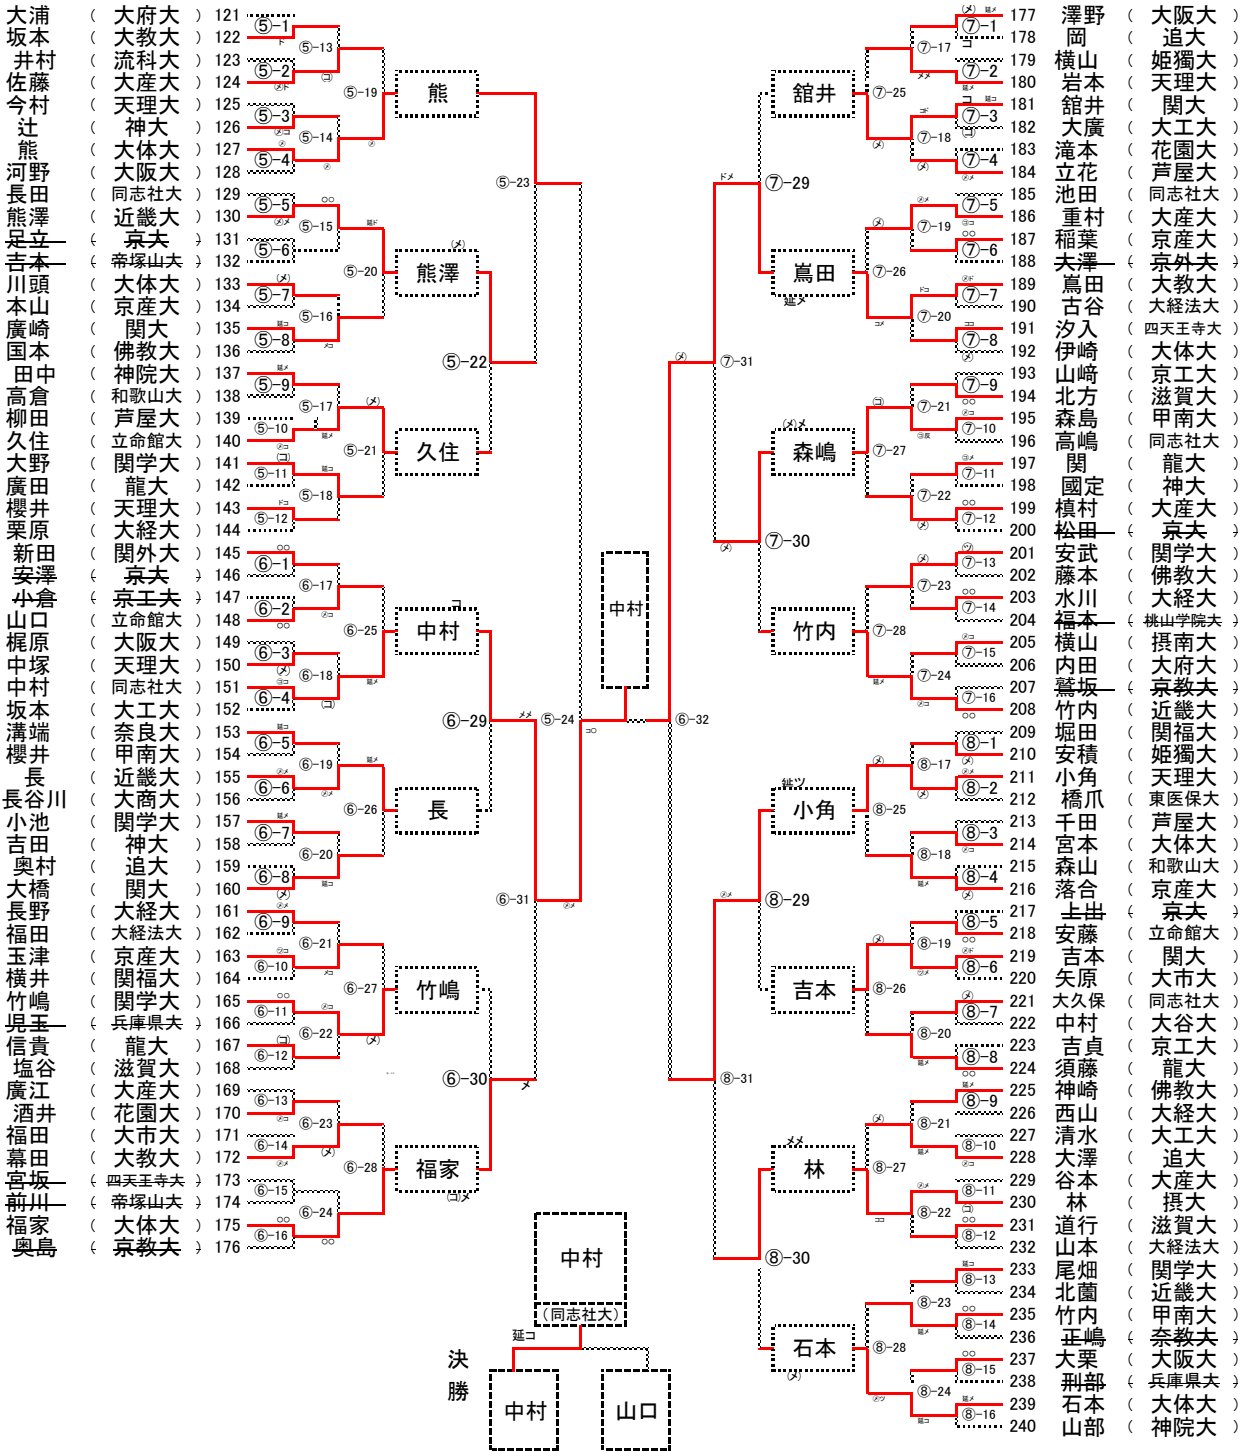 大浦 （ 大府大 ） 121
坂本 （ 大教大 ） 122
井村 （ 流科大 ） 123
佐藤 （ 大産大 ） 124
今村 （ 天理大 ） 125
辻 （ 神大 ） 126
熊 （ 大体大 ） 127
河野 （ 大阪大 ） 128
長田 （ 同志社大 ） 129
熊澤 （ 近畿大 ） 130
足立 （ 京大 ） 131
吉本 （ 帝塚山大 ） 132
川頭 （ 大体大 ） 133
本山 （ 京産大 ） 134
廣崎 （ 関大 ） 135
国本 （ 佛教大 ） 136
田中 （ 神院大 ） 137
高倉 （ 和歌山大 ） 138
柳田 （ 芦屋大 ） 139
久住 （ 立命館大 ） 140
大野 （ 関学大 ） 141
廣田 （ 龍大 ） 142
櫻井 （ 天理大 ） 143
栗原 （ 大経大 ） 144
新田 （ 関外大 ） 145
安澤 （ 京大 ） 146
小倉 （ 京工大 ） 147
山口 （ 立命館大 ） 148
梶原 （ 大阪大 ） 149
中塚 （ 天理大 ） 150
中村 （ 同志社大 ） 151
坂本 （ 大工大 ） 152
溝端 （ 奈良大 ） 153
櫻井 （ 甲南大 ） 154
長 （ 近畿大 ） 155
長谷川 （ 大商大 ） 156
小池 （ 関学大 ） 157
吉田 （ 神大 ） 158
奥村 （ 追大 ） 159
大橋 （ 関大 ） 160
長野 （ 大経大 ） 161
福田 （ 大経法大 ） 162
玉津 （ 京産大 ） 163
横井 （ 関福大 ） 164
竹嶋 （ 関学大 ） 165
児玉 （ 兵庫県大 ） 166
信貴 （ 龍大 ） 167
塩谷 （ 滋賀大 ） 168
廣江 （ 大産大 ） 169
酒井 （ 花園大 ） 170
福田 （ 大市大 ） 171
幕田 （ 大教大 ） 172
宮坂 （ 四天王寺大 ） 173
前川 （ 帝塚山大 ） 174
福家 （ 大体大 ） 175
奥島 （ 京教大 ） 176
⑤-1
⑤-2
⑤-3
⑤-4
⑤-5
⑤-6
⑤-7
⑤-8
⑤-9
⑤-10
⑤-11
⑤-12
⑥-1
⑥-2
⑥-3
⑥-4
⑥-5
⑥-6
⑥-7
⑥-8
⑥-9
⑥-10
⑥-11
⑥-12
⑥-13
⑥-14
⑥-15
⑥-16
⑤-13
⑤-14
⑤-15
⑤-16
⑤-17
⑤-18
⑥-17
⑥-18
⑥-19
⑥-20
⑥-21
⑥-22
⑥-23
⑥-24
⑤-19
⑤-20
⑤-21
⑥-25
⑥-26
⑥-27
⑥-28
熊
熊澤
久住
中村
長
竹嶋
福家
⑤-22
⑤-23
⑥-29
⑤-24
⑥-30
⑥-31
中村
⑥-32
中村
（同志社大）
延コ
決勝
中村
山口
⑦-31
⑧-31
⑦-29
⑦-30
⑧-29
⑧-30
舘井
嶌田
森嶋
竹内
小角
吉本
林
石本
⑦-25
⑦-26
⑦-27
⑦-28
⑧-25
⑧-26
⑧-27
⑧-28
⑦-17
⑦-18
⑦-19
⑦-20
⑦-21
⑦-22
⑦-23
⑦-24
⑧-17
⑧-18
⑧-19
⑧-20
⑧-21
⑧-22
⑧-23
⑧-24
⑦-1
⑦-2
⑦-3
⑦-4
⑦-5
⑦-6
⑦-7
⑦-8
⑦-9
⑦-10
⑦-11
⑦-12
⑦-13
⑦-14
⑦-15
⑦-16
⑧-1
⑧-2
⑧-3
⑧-4
⑧-5
⑧-6
⑧-7
⑧-8
⑧-9
⑧-10
⑧-11
⑧-12
⑧-13
⑧-14
⑧-15
⑧-16
177 澤野 （ 大阪大 ）
178 岡 （ 追大 ）
179 横山 （ 姫獨大 ）
180 岩本 （ 天理大 ）
181 舘井 （ 関大 ）
182 大廣 （ 大工大 ）
183 滝本 （ 花園大 ）
184 立花 （ 芦屋大 ）
185 池田 （ 同志社大 ）
186 重村 （ 大産大 ）
187 稲葉 （ 京産大 ）
188 大澤 （ 京外大 ）
189 嶌田 （ 大教大 ）
190 古谷 （ 大経法大 ）
191 汐入 （ 四天王寺大 ）
192 伊崎 （ 大体大 ）
193 山﨑 （ 京工大 ）
194 北方 （ 滋賀大 ）
195 森島 （ 甲南大 ）
196 高嶋 （ 同志社大 ）
197 関 （ 龍大 ）
198 國定 （ 神大 ）
199 槙村 （ 大産大 ）
200 松田 （ 京大 ）
201 安武 （ 関学大 ）
202 藤本 （ 佛教大 ）
203 水川 （ 大経大 ）
204 福本 （ 桃山学院大 ）
205 横山 （ 摂南大 ）
206 内田 （ 大府大 ）
207 鷲坂 （ 京教大 ）
208 竹内 （ 近畿大 ）
209 堀田 （ 関福大 ）
210 安積 （ 姫獨大 ）
211 小角 （ 天理大 ）
212 橋爪 （ 東医保大 ）
213 千田 （ 芦屋大 ）
214 宮本 （ 大体大 ）
215 森山 （ 和歌山大 ）
216 落合 （ 京産大 ）
217 上出 （ 京大 ）
218 安藤 （ 立命館大 ）
219 吉本 （ 関大 ）
220 矢原 （ 大市大 ）
221 大久保 （ 同志社大 ）
222 中村 （ 大谷大 ）
223 吉貞 （ 京工大 ）
224 須藤 （ 龍大 ）
225 神崎 （ 佛教大 ）
226 西山 （ 大経大 ）
227 清水 （ 大工大 ）
228 大澤 （ 追大 ）
229 谷本 （ 大産大 ）
230 林 （ 摂大 ）
231 道行 （ 滋賀大 ）
232 山本 （ 大経法大 ）
233 尾畑 （ 関学大 ）
234 北薗 （ 近畿大 ）
235 竹内 （ 甲南大 ）
236 正嶋 （ 奈教大 ）
237 大栗 （ 大阪大 ）
238 刑部 （ 兵庫県大 ）
239 石本 （ 大体大 ）
240 山部 （ 神院大 ）